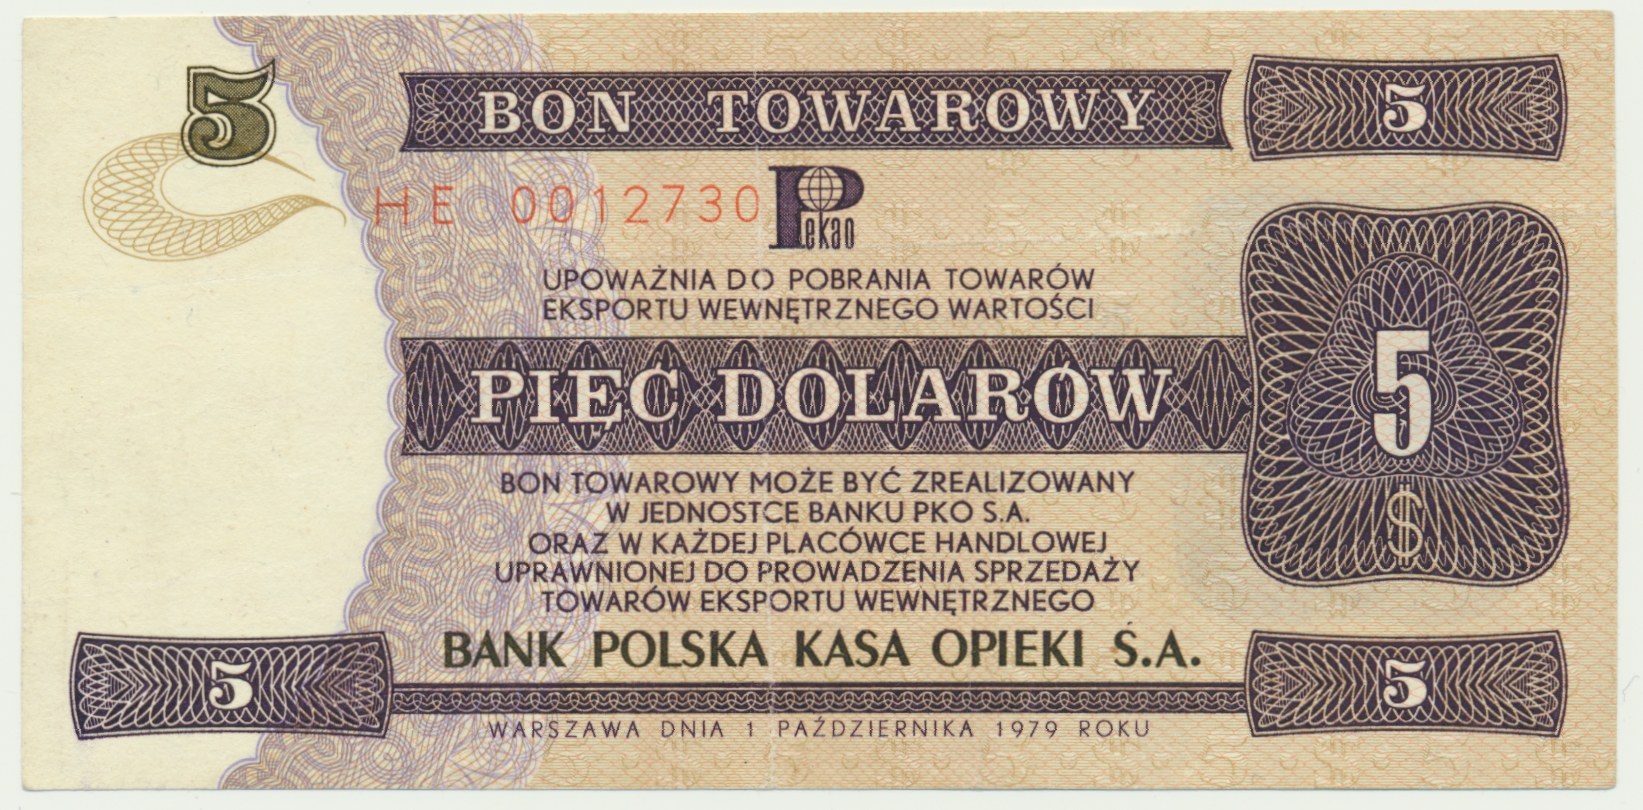 5
BON TOWAROWY
5
HE 0012730
Pekao
UPOWAŻNIA DO POBRANIA TOWARÓW
EKSPORTU WEWNĘTRZNEGO WARTOŚCI
PIĘĆ DOLARÓW
5
$
BON TOWAROWY MOŻE BYĆ ZREALIZOWANY
W JEDNOSTCE BANKU PKO S.A.
ORAZ W KAŻDEJ PLACÓWCE HANDLOWEJ
UPRAWNIONEJ DO PROWADZENIA SPRZEDAŻY
TOWARÓW EKSPORTU WEWNĘTRZNEGO
BANK POLSKA KASA OPIEKI S.A.
5
5
WARSZAWA DNIA 1 PAŹDZIERNIKA 1979 ROKU